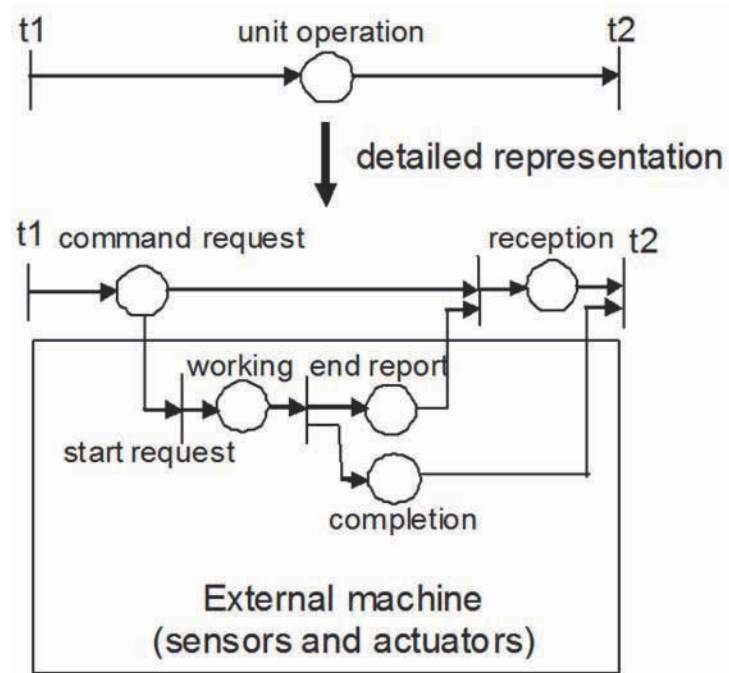 t1 unit operation t2
detailed representation
t1 command request reception t2
working end report
start request
completion
External machine
(sensors and actuators)